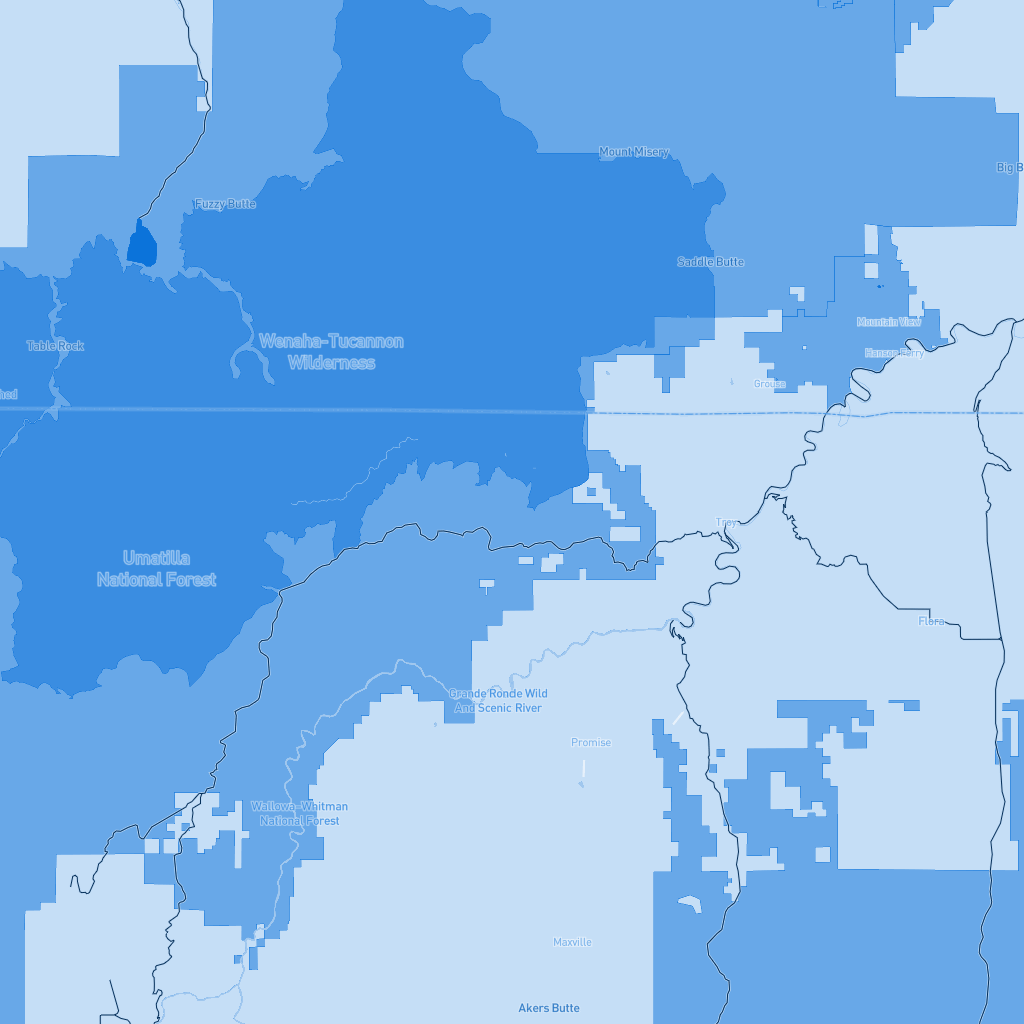 Mount Misery
Big B
Fuzzy Butte
Saddle Butte
Mountain View
Wenaha-Tucannon
Wilderness
Table Rock
Hansen Ferry
Grouse
hed
Troy
Umatilla
National Forest
Flora
Grande Ronde Wild
And Scenic River
Promise
Wallowa-Whitman
National Forest
Maxville
Akers Butte